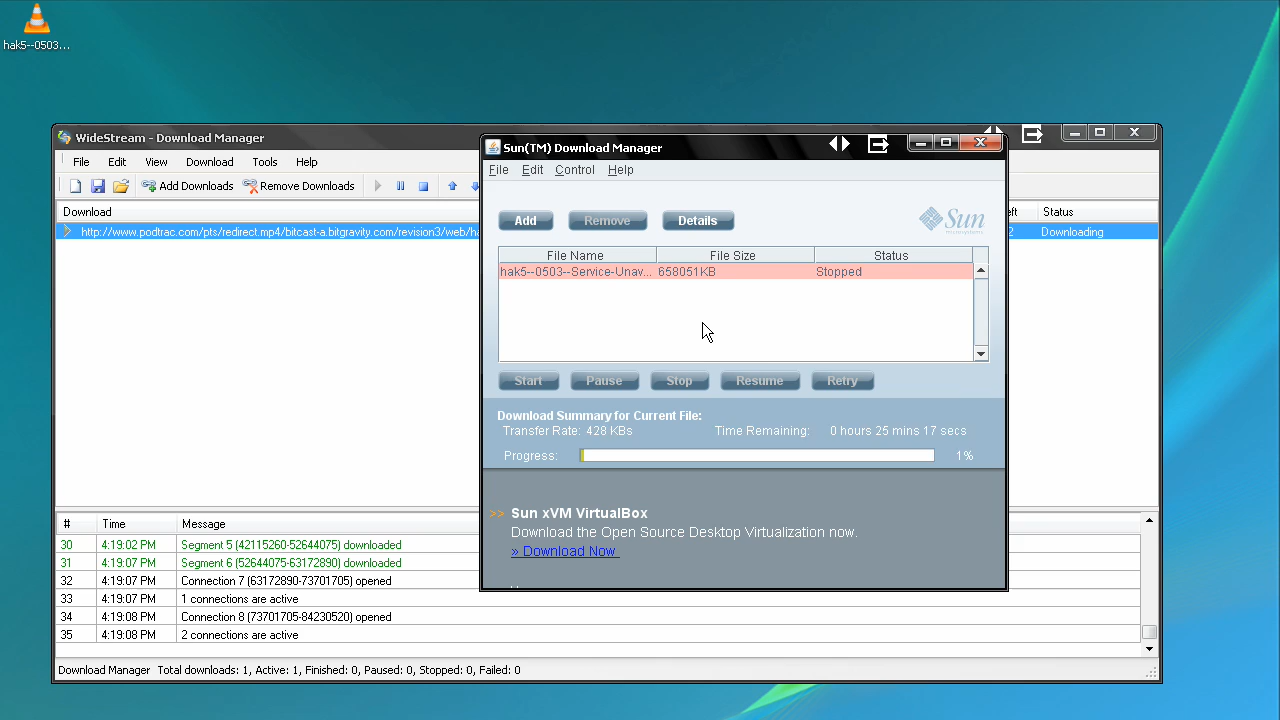 hak5--0503...
WideStream - Download Manager
File Edit View Download Tools Help
Add Downloads Remove Downloads
Download Status
http://www.podtrac.com/pts/redirect.mp4/bitcast-a.bitgravity.com/revision3/web/ Downloading
Sun(TM) Download Manager
File Edit Control Help
Add Remove Details
Sun
microsystems
File Name File Size Status
hak5--0503--Service-Unav... 658051KB Stopped
Start Pause Stop Resume Retry
Download Summary for Current File:
Transfer Rate: 428 KBs Time Remaining: 0 hours 25 mins 17 secs
Progress: 1%
>> Sun xVM VirtualBox
Download the Open Source Desktop Virtualization now.
» Download Now
# Time Message
30 4:19:02 PM Segment 5 (42115260-52644075) downloaded
31 4:19:07 PM Segment 6 (52644075-63172890) downloaded
32 4:19:07 PM Connection 7 (63172890-73701705) opened
33 4:19:07 PM 1 connections are active
34 4:19:08 PM Connection 8 (73701705-84230520) opened
35 4:19:08 PM 2 connections are active
Download Manager Total downloads: 1, Active: 1, Finished: 0, Paused: 0, Stopped: 0, Failed: 0